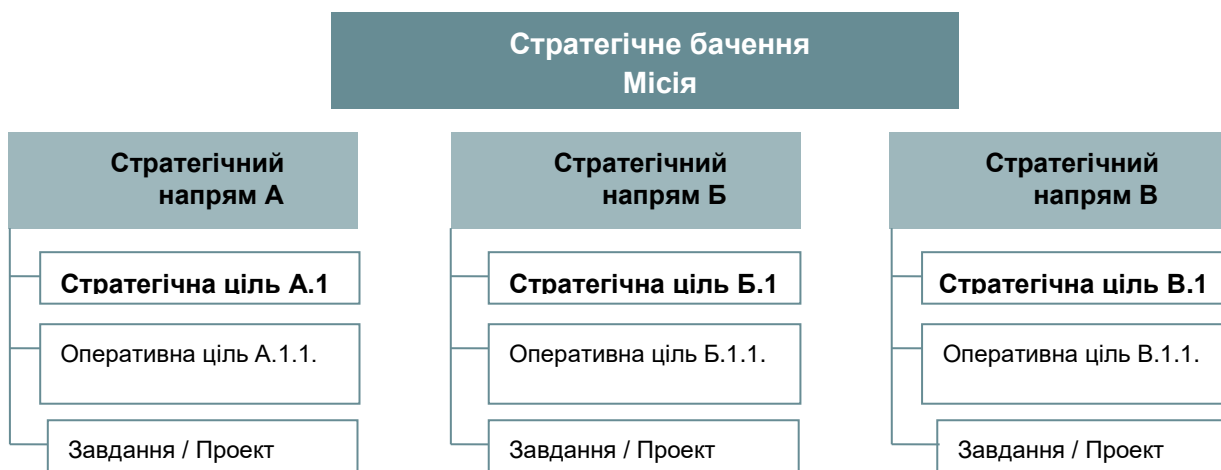 Стратегічне бачення
Місія
Стратегічний
напрям А
Стратегічна ціль А.1
Оперативна ціль А.1.1.
Завдання / Проект
Стратегічний
напрям Б
Стратегічна ціль Б.1
Оперативна ціль Б.1.1.
Завдання / Проект
Стратегічний
напрям В
Стратегічна ціль В.1
Оперативна ціль В.1.1.
Завдання / Проект